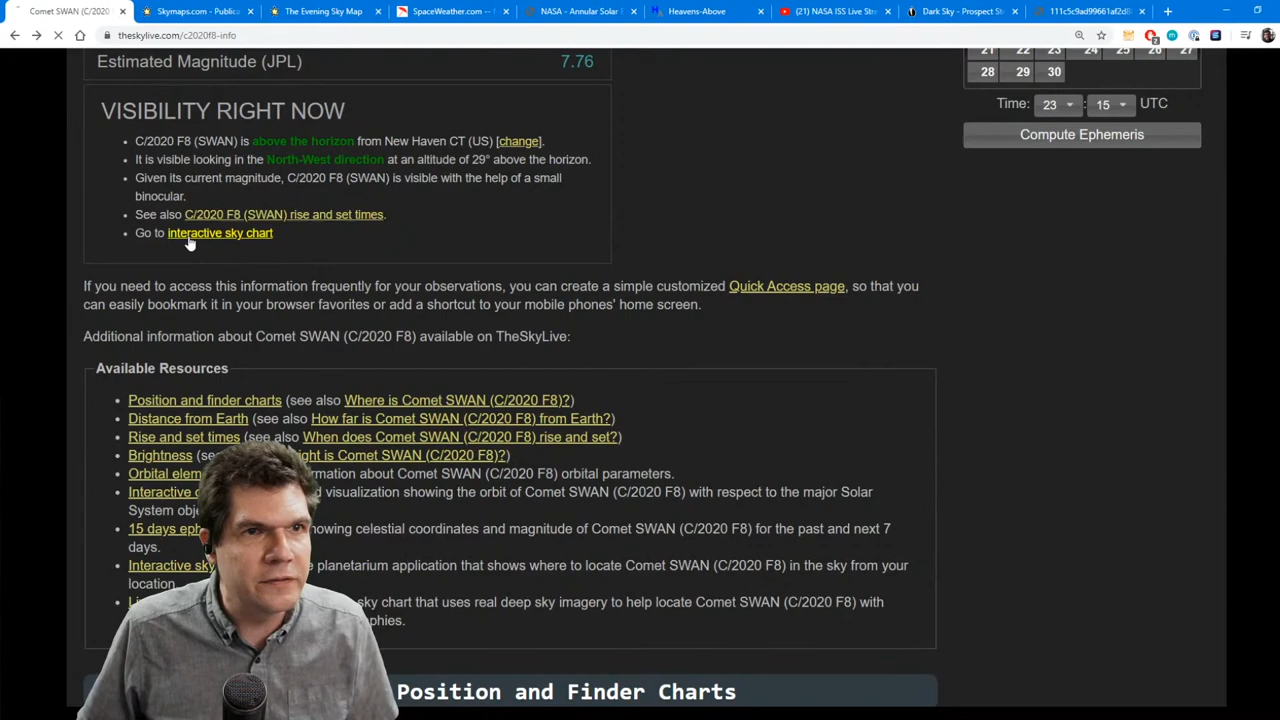 Comet SWAN (C/2020
Skymaps.com - Public
The Evening Sky Map
SpaceWeather.com --
NASA - Annular Solar E
Heavens-Above
(21) NASA ISS Live Stre
Dark Sky - Prospect St
111c5c9ad99661af2d8
theskylive.com/c2020f8-info
2
Estimated Magnitude (JPL) 7.76
VISIBILITY RIGHT NOW
C/2020 F8 (SWAN) is above the horizon from New Haven CT (US) [change].
It is visible looking in the North-West direction at an altitude of 29° above the horizon.
Given its current magnitude, C/2020 F8 (SWAN) is visible with the help of a small
binocular.
See also C/2020 F8 (SWAN) rise and set times.
Go to interactive sky chart
21 22 23 24 25 26 27
28 29 30
Time: 23 : 15 UTC
Compute Ephemeris
If you need to access this information frequently for your observations, you can create a simple customized Quick Access page, so that you
can easily bookmark it in your browser favorites or add a shortcut to your mobile phones' home screen.
Additional information about Comet SWAN (C/2020 F8) available on TheSkyLive:
Available Resources
Position and finder charts (see also Where is Comet SWAN (C/2020 F8)?)
Distance from Earth (see also How far is Comet SWAN (C/2020 F8) from Earth?)
Rise and set times (see also When does Comet SWAN (C/2020 F8) rise and set?)
Brightness (see right is Comet SWAN (C/2020 F8)?)
Orbital elem formation about Comet SWAN (C/2020 F8) orbital parameters.
Interactive d visualization showing the orbit of Comet SWAN (C/2020 F8) with respect to the major Solar
System obj
15 days eph howing celestial coordinates and magnitude of Comet SWAN (C/2020 F8) for the past and next 7
days.
Interactive sky e planetarium application that shows where to locate Comet SWAN (C/2020 F8) in the sky from your
location.
sky chart that uses real deep sky imagery to help locate Comet SWAN (C/2020 F8) with
phies.
Position and Finder Charts